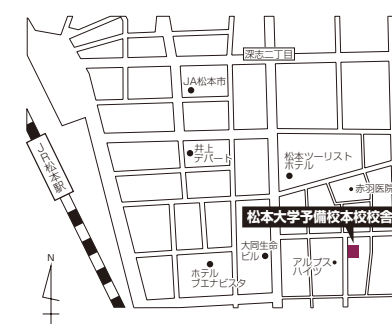 深志二丁目
JA松本市
JR松本駅
井上
デパート
松本ツーリスト
ホテル
赤羽医院
松本大学予備校本校校舎
大同生命
ビル
アルプス
ハイツ
ホテル
ブエナビスタ
N